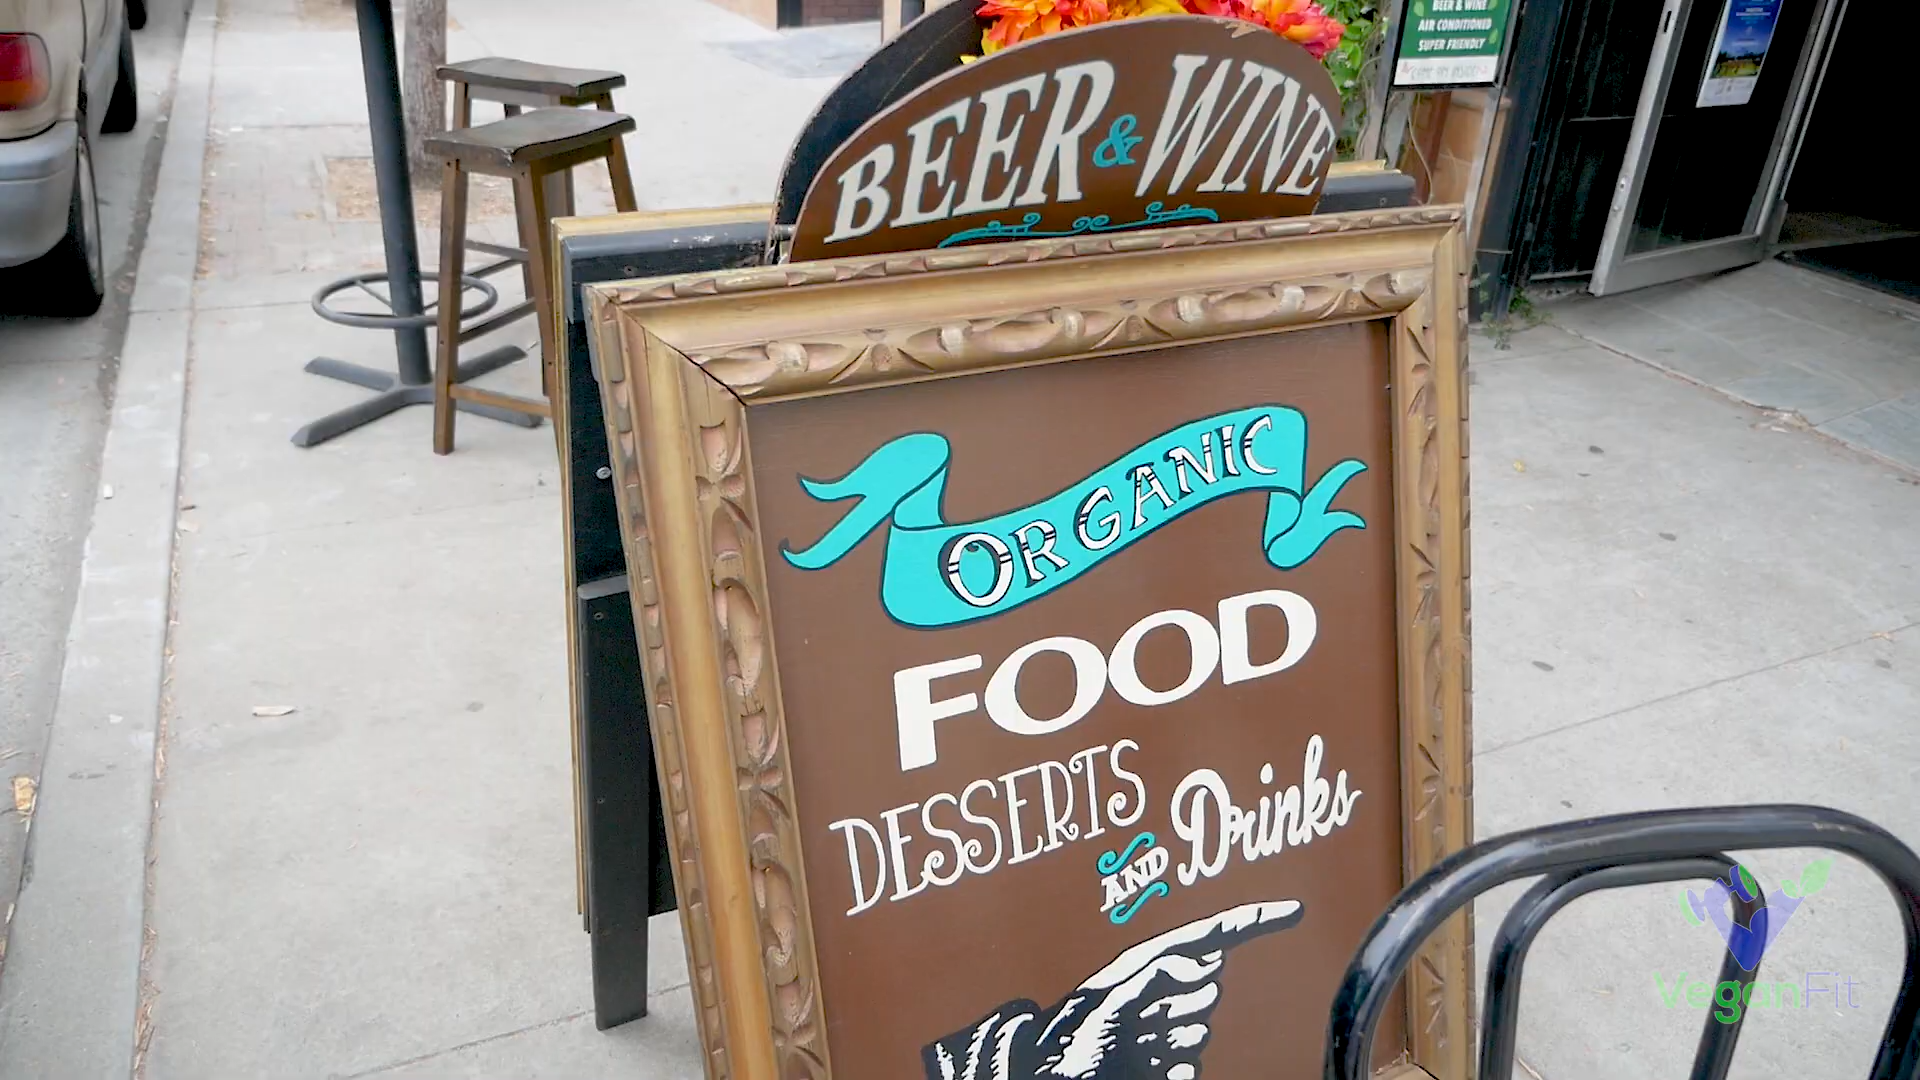 BEER & WINE
AIR CONDITIONED
SUPER FRIENDLY
BEER & WINE
ORGANIC
FOOD
DESSERTS
AND Drinks
VeganFit